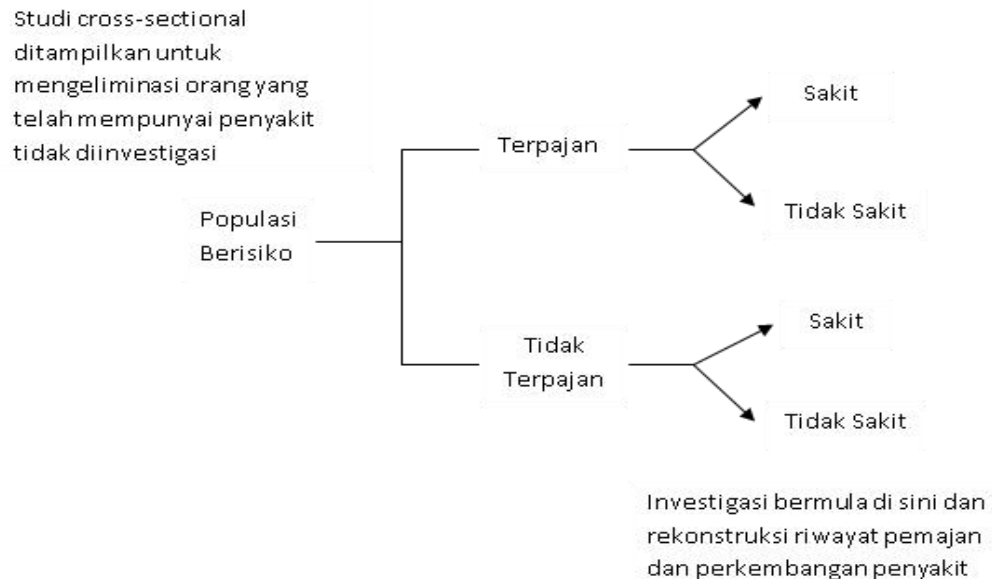 Studi cross-sectional
ditampilkan untuk
mengeliminasi orang yang
telah mempunyai penyakit
tidak diinvestigasi
Populasi
Berisiko
Terpajan
Sakit
Tidak Sakit
Tidak
Terpajan
Sakit
Tidak Sakit
Investigasi bermula di sini dan
rekonstruksi riwayat pemajan
dan perkembangan penyakit